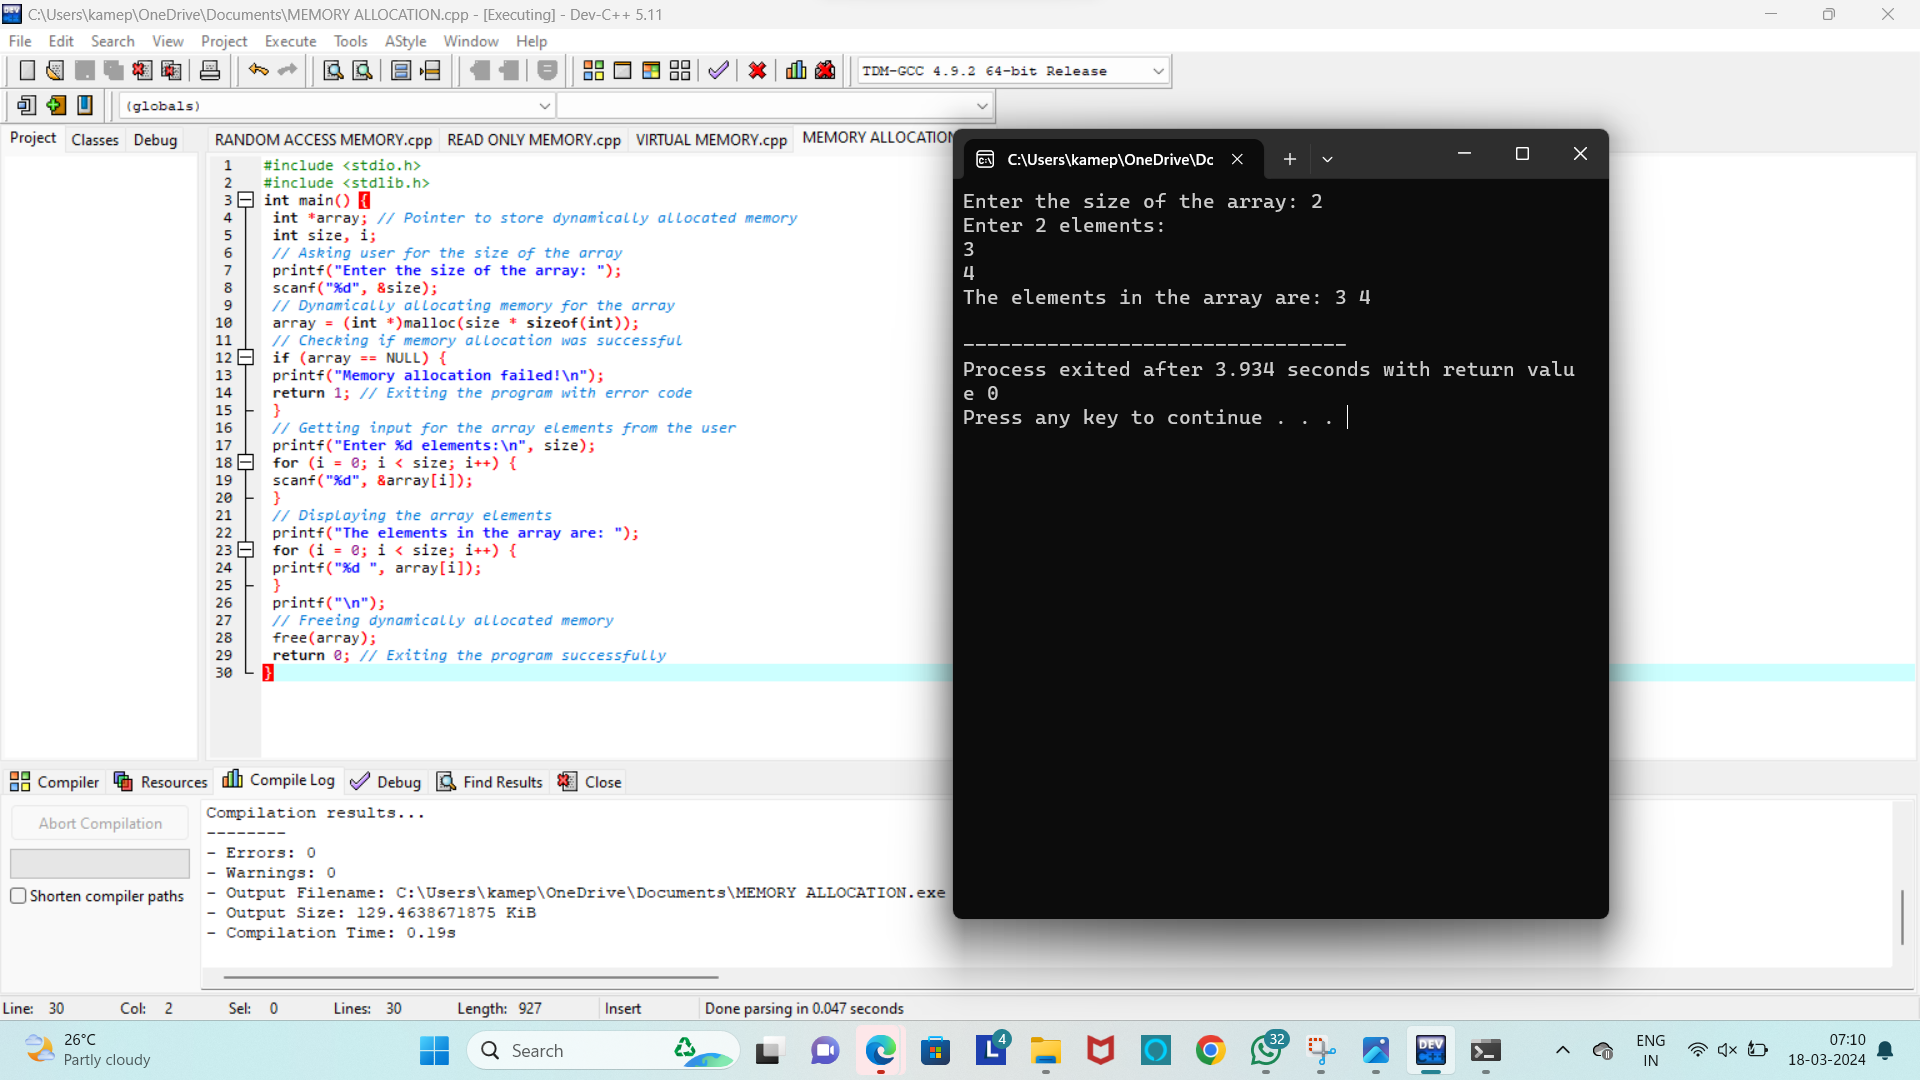 C:\Users\kamep\OneDrive\Documents\MEMORY ALLOCATION.cpp - [Executing] - Dev-C++ 5.11
File Edit Search View Project Execute Tools AStyle Window Help
TDM-GCC 4.9.2 64-bit Release
(globals)
Project Classes Debug
RANDOM ACCESS MEMORY.cpp READ ONLY MEMORY.cpp VIRTUAL MEMORY.cpp MEMORY ALLOCATION
1 #include <stdio.h>
2 #include <stdlib.h>
3 int main() {
4 int *array; // Pointer to store dynamically allocated memory
5 int size, i;
6 // Asking user for the size of the array
7 printf("Enter the size of the array: ");
8 scanf("%d", &size);
9 // Dynamically allocating memory for the array
10 array = (int *)malloc(size * sizeof(int));
11 // Checking if memory allocation was successful
12 if (array == NULL) {
13 printf("Memory allocation failed!\n");
14 return 1; // Exiting the program with error code
15 }
16 // Getting input for the array elements from the user
17 printf("Enter %d elements:\n", size);
18 for (i = 0; i < size; i++) {
19 scanf("%d", &array[i]);
20 }
21 // Displaying the array elements
22 printf("The elements in the array are: ");
23 for (i = 0; i < size; i++) {
24 printf("%d ", array[i]);
25 }
26 printf("\n");
27 // Freeing dynamically allocated memory
28 free(array);
29 return 0; // Exiting the program successfully
30 }
C:\Users\kamep\OneDrive\Dc
Enter the size of the array: 2
Enter 2 elements:
3
4
The elements in the array are: 3 4
--------------------------------
Process exited after 3.934 seconds with return valu
e 0
Press any key to continue . . .
Compiler Resources Compile Log Debug Find Results Close
Abort Compilation
Shorten compiler paths
Compilation results...
--------
- Errors: 0
- Warnings: 0
- Output Filename: C:\Users\kamep\OneDrive\Documents\MEMORY ALLOCATION.exe
- Output Size: 129.4638671875 KiB
- Compilation Time: 0.19s
Line: 30 Col: 2 Sel: 0 Lines: 30 Length: 927 Insert Done parsing in 0.047 seconds
26°C
Partly cloudy
Search
4
32
DEV
C++
ENG
IN
07:10
18-03-2024